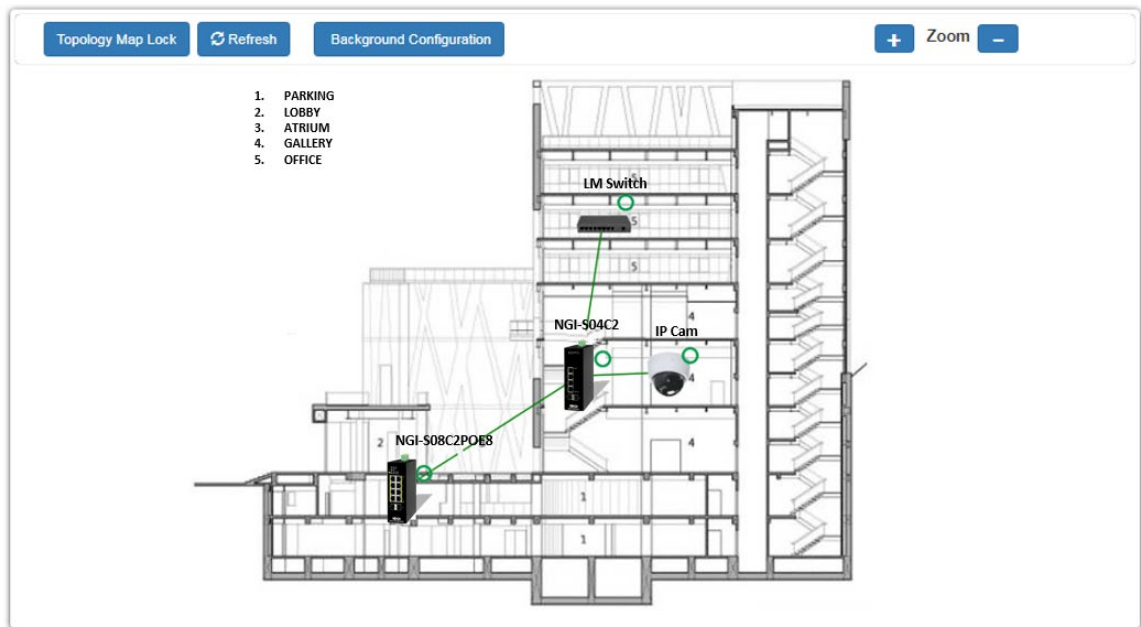 Topology Map Lock
Refresh
Background Configuration
+
Zoom
−
1. PARKING
2. LOBBY
3. ATRIUM
4. GALLERY
5. OFFICE
5
LM Switch
5
5
4
NGI-S04C2
IP Cam
4
2
NGI-S08C2POE8
4
1
1